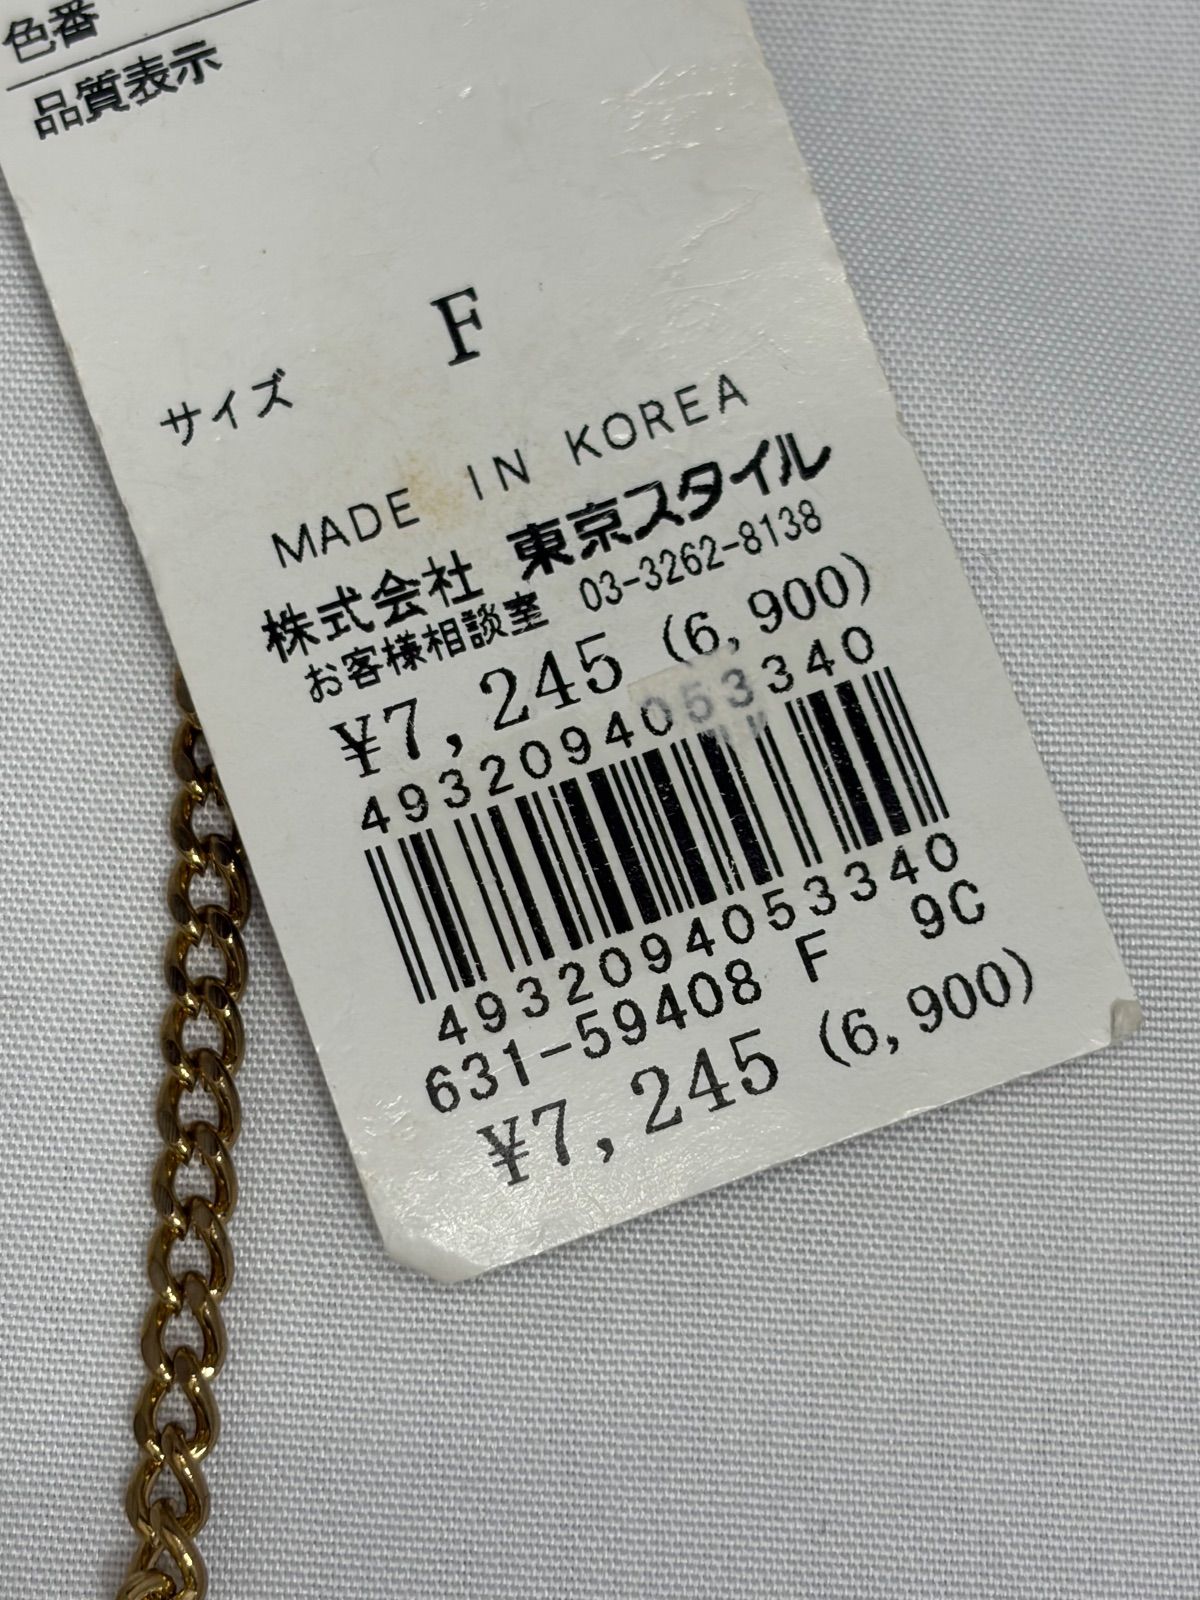 色番
品質表示
サイズ F
MADE IN KOREA
株式会社 東京スタイル
お客様相談室 03-3262-8138
¥7,245 (6,900)
4932094053340
4932094053340
631-59408 F 9C
¥7,245 (6,900)